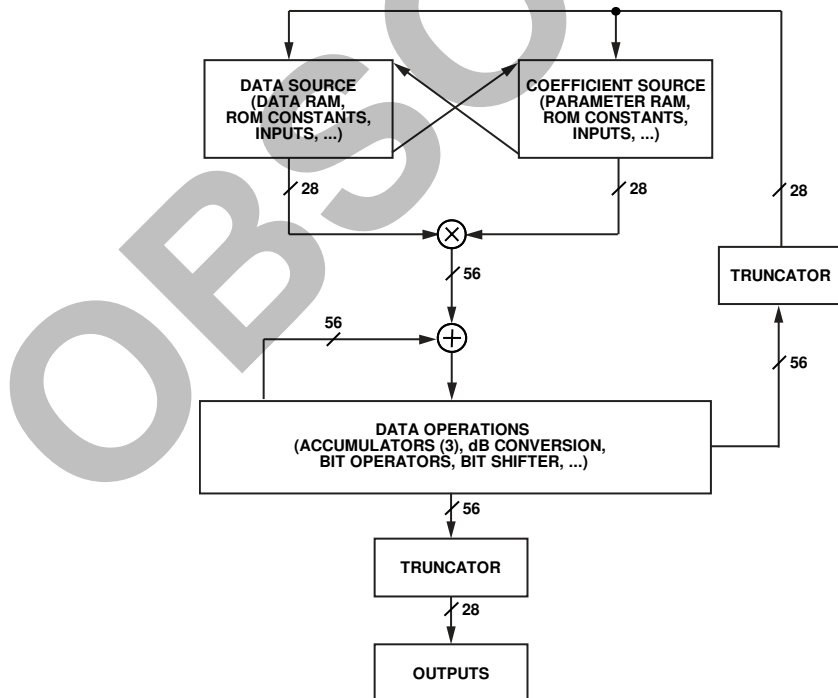 DATA SOURCE
(DATA RAM,
ROM CONSTANTS,
INPUTS, ...)
COEFFICIENT SOURCE
(PARAMETER RAM,
ROM CONSTANTS,
INPUTS, ...)
28
28
28
TRUNCATOR
56
56
56
DATA OPERATIONS
(ACCUMULATORS (3), dB CONVERSION,
BIT OPERATORS, BIT SHIFTER, ...)
56
TRUNCATOR
28
OUTPUTS
OBSO